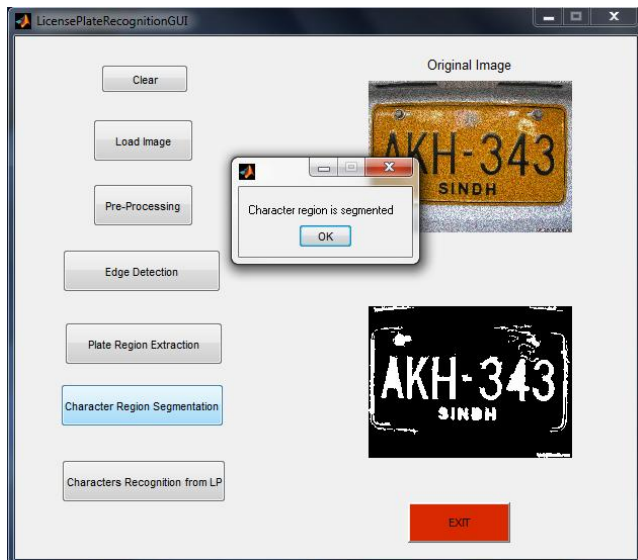 LicensePlateRecognitionGUI
Clear
Load Image
Pre-Processing
Edge Detection
Plate Region Extraction
Character Region Segmentation
Characters Recognition from LP
Original Image
AKH-343
SINDH
Character region is segmented
OK
AKH-343
SINDH
EXIT